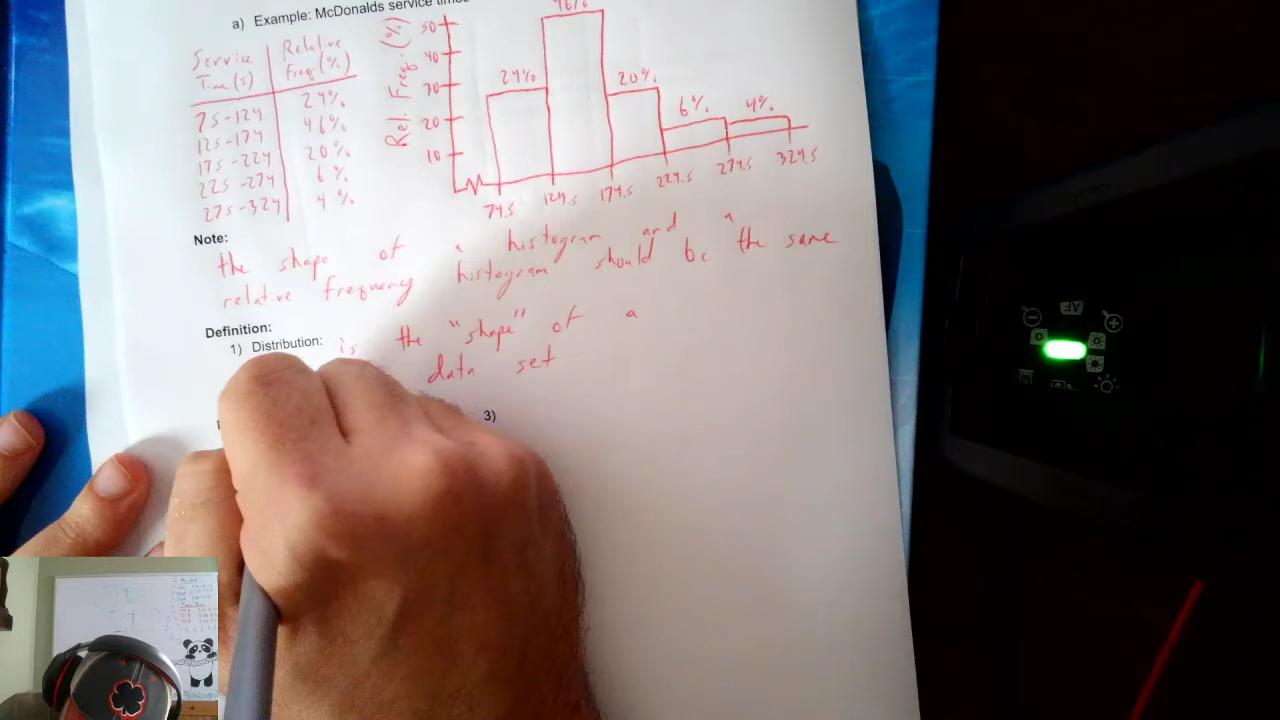 a) Example: McDonalds service times
Service Time(s) | Relative Freq (%)
75-124 24%
125-174 46%
175-224 20%
225-274 6%
275-324 4%
Rel. Freq. (%)
50
40
30
20
10
24%
46%
20%
6%
4%
74.5 124.5 174.5 224.5 274.5 324.5
Note:
the shape of a histogram and a
relative frequency histogram should be the same
Definition:
1) Distribution: is the "shape" of a
data set
3)
AF